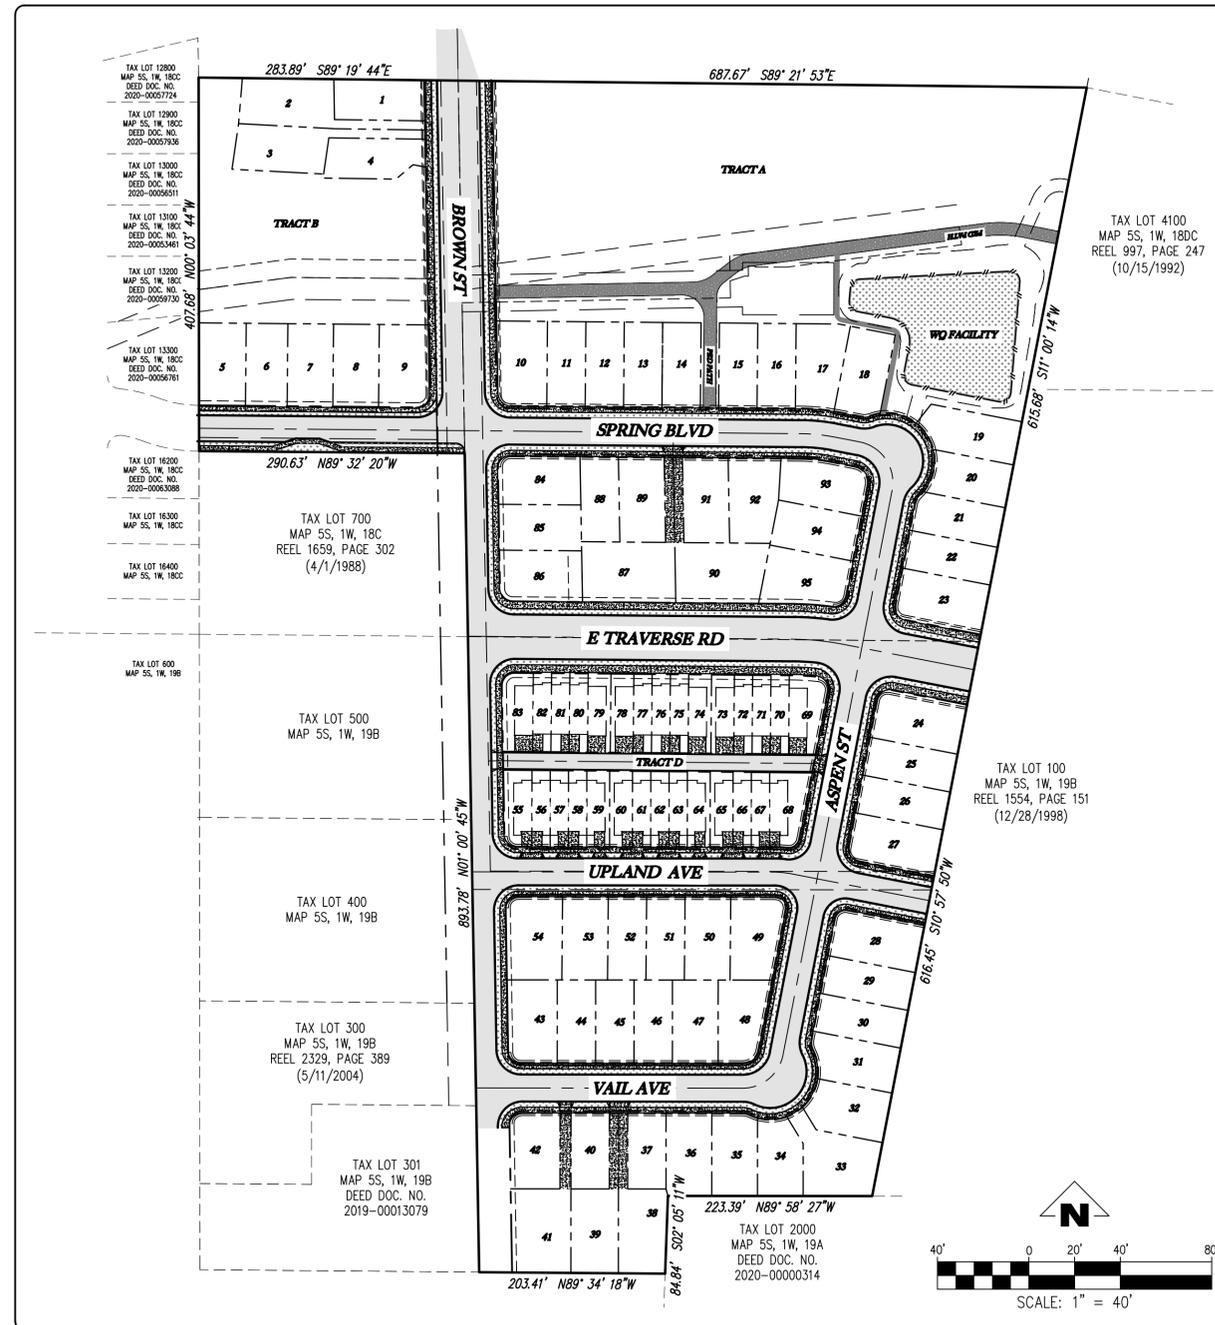 283.89' S89° 19' 44"E
687.67' S89° 21' 53"E
TAX LOT 12800
MAP 5S, 1W, 18CC
DEED DOC. NO.
2020-00057724
TAX LOT 12900
MAP 5S, 1W, 18CC
DEED DOC. NO.
2020-00057936
TAX LOT 13000
MAP 5S, 1W, 18CC
DEED DOC. NO.
2020-00056511
TAX LOT 13100
MAP 5S, 1W, 18CC
DEED DOC. NO.
2020-00053461
TAX LOT 13200
MAP 5S, 1W, 18CC
DEED DOC. NO.
2020-00059730
TAX LOT 13300
MAP 5S, 1W, 18CC
DEED DOC. NO.
2020-00056761
407.68' N00° 03' 44"W
2
1
3
4
TRACT B
TRACT A
BROWN ST
PED PATH
TAX LOT 4100
MAP 5S, 1W, 18DC
REEL 997, PAGE 247
(10/15/1992)
WQ FACILITY
615.68' S11° 00' 14"W
5
6
7
8
9
10
11
12
13
14
PED PATH
15
16
17
18
SPRING BLVD
290.63' N89° 32' 20"W
19
20
21
22
23
TAX LOT 16200
MAP 5S, 1W, 18CC
DEED DOC. NO.
2020-00063088
TAX LOT 16300
MAP 5S, 1W, 18CC
TAX LOT 16400
MAP 5S, 1W, 18CC
TAX LOT 700
MAP 5S, 1W, 18C
REEL 1659, PAGE 302
(4/1/1988)
84
88
89
91
92
93
85
94
86
87
90
95
E TRAVERSE RD
TAX LOT 600
MAP 5S, 1W, 19B
TAX LOT 500
MAP 5S, 1W, 19B
83
82
81
80
79
78
77
76
75
74
73
72
71
70
69
TRACT D
55
56
57
58
59
60
61
62
63
64
65
66
67
68
ASPEN ST
24
25
26
27
TAX LOT 100
MAP 5S, 1W, 19B
REEL 1554, PAGE 151
(12/28/1998)
UPLAND AVE
893.78' N01° 00' 45"W
616.45' S10° 57' 50"W
TAX LOT 400
MAP 5S, 1W, 19B
54
53
52
51
50
49
43
44
45
46
47
48
28
29
30
31
32
33
TAX LOT 300
MAP 5S, 1W, 19B
REEL 2329, PAGE 389
(5/11/2004)
VAIL AVE
42
40
37
36
35
34
41
39
38
TAX LOT 301
MAP 5S, 1W, 19B
DEED DOC. NO.
2019-00013079
84.84' S02° 05' 11"W
223.39' N89° 58' 27"W
203.41' N89° 34' 18"W
TAX LOT 2000
MAP 5S, 1W, 19A
DEED DOC. NO.
2020-00000314
N
40' 0 20' 40' 80
SCALE: 1" = 40'